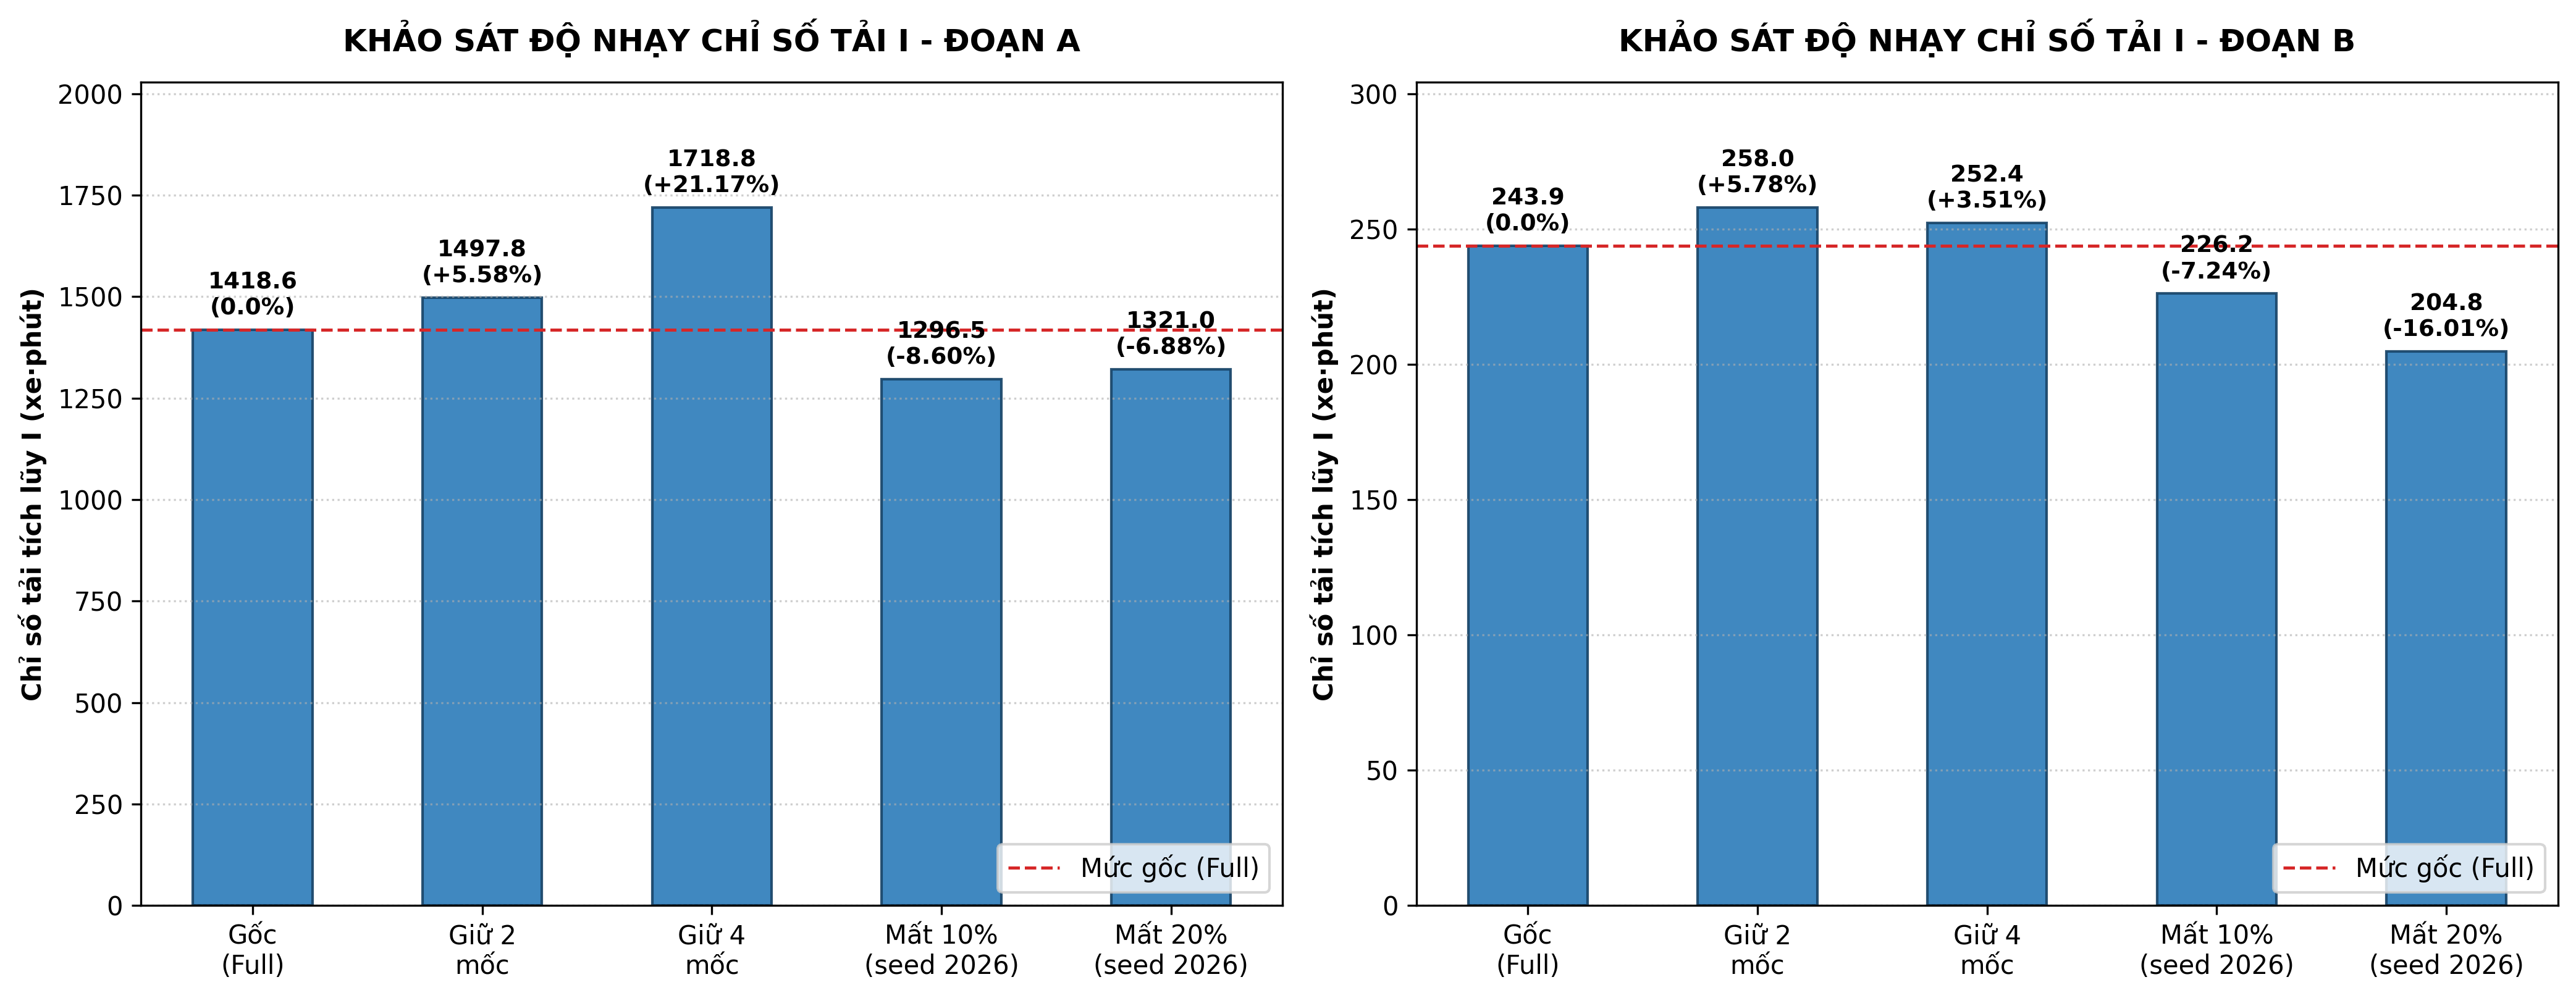 KHẢO SÁT ĐỘ NHẠY CHỈ SỐ TẢI I - ĐOẠN A
Chỉ số tải tích lũy I (xe·phút)
2000
1750
1500
1250
1000
750
500
250
0
1418.6
(0.0%)
1497.8
(+5.58%)
1718.8
(+21.17%)
1296.5
(-8.60%)
1321.0
(-6.88%)
Mức gốc (Full)
Gốc
(Full)
Giữ 2
mốc
Giữ 4
mốc
Mất 10%
(seed 2026)
Mất 20%
(seed 2026)
KHẢO SÁT ĐỘ NHẠY CHỈ SỐ TẢI I - ĐOẠN B
Chỉ số tải tích lũy I (xe·phút)
300
250
200
150
100
50
0
243.9
(0.0%)
258.0
(+5.78%)
252.4
(+3.51%)
226.2
(-7.24%)
204.8
(-16.01%)
Mức gốc (Full)
Gốc
(Full)
Giữ 2
mốc
Giữ 4
mốc
Mất 10%
(seed 2026)
Mất 20%
(seed 2026)